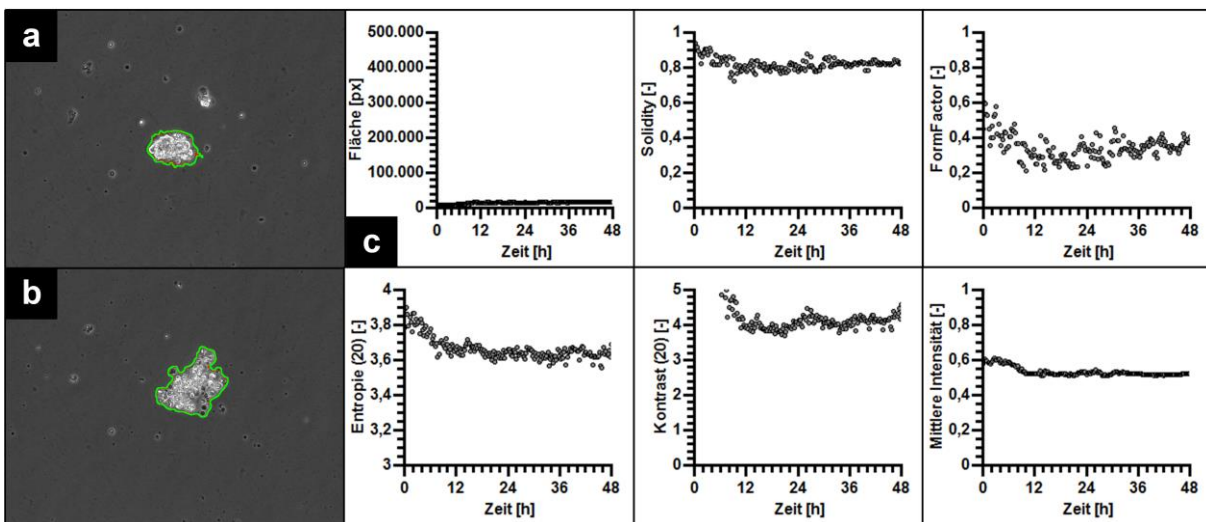 a
b
c
500.000
400.000
300.000
200.000
100.000
0
Fläche [px]
0 12 24 36 48
Zeit [h]
1
0,8
0,6
0,4
0,2
0
Solidity [-]
0 12 24 36 48
Zeit [h]
1
0,8
0,6
0,4
0,2
0
FormFactor [-]
0 12 24 36 48
Zeit [h]
4
3,8
3,6
3,4
3,2
3
Entropie (20) [-]
0 12 24 36 48
Zeit [h]
5
4
3
2
1
0
Kontrast (20) [-]
0 12 24 36 48
Zeit [h]
1
0,8
0,6
0,4
0,2
0
Mittlere Intensität [-]
0 12 24 36 48
Zeit [h]